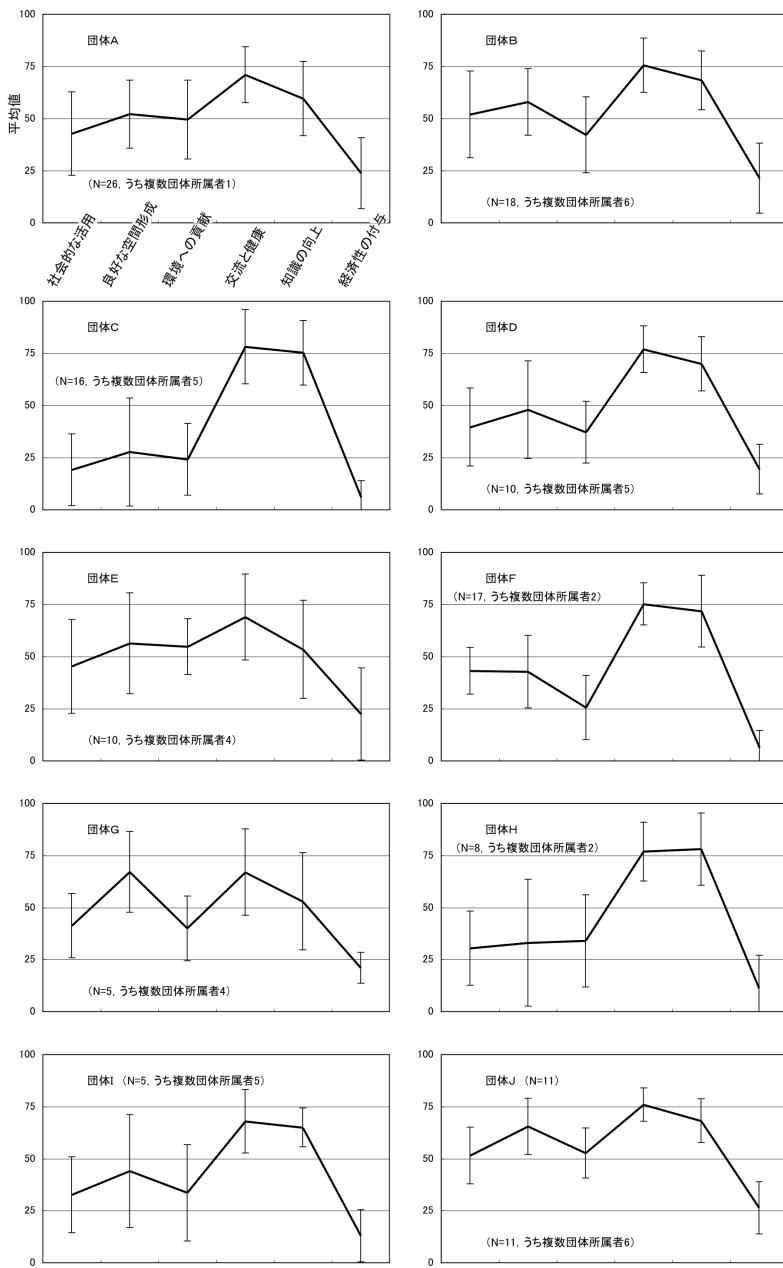 100
75
50
25
0
平均値
団体A
(N=26, うち複数団体所属者1)
社会的な活用
良好な空間形成
環境への貢献
交流と健康
知識の向上
経済性の付与
100
75
50
25
0
団体B
(N=18, うち複数団体所属者6)
100
75
50
25
0
団体C
(N=16, うち複数団体所属者5)
100
75
50
25
0
団体D
(N=10, うち複数団体所属者5)
100
75
50
25
0
団体E
(N=10, うち複数団体所属者4)
100
75
50
25
0
団体F
(N=17, うち複数団体所属者2)
100
75
50
25
0
団体G
(N=5, うち複数団体所属者4)
100
75
50
25
0
団体H
(N=8, うち複数団体所属者2)
100
75
50
25
0
団体I (N=5, うち複数団体所属者5)
100
75
50
25
0
団体J (N=11)
(N=11, うち複数団体所属者6)